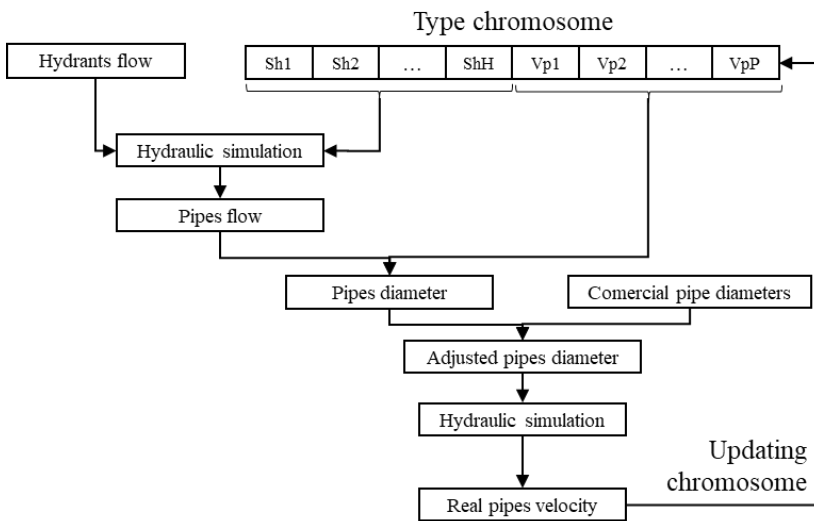 Type chromosome
Hydrants flow
Sh1 Sh2 … ShH Vp1 Vp2 … VpP
Hydraulic simulation
Pipes flow
Pipes diameter
Comercial pipe diameters
Adjusted pipes diameter
Hydraulic simulation
Updating
chromosome
Real pipes velocity